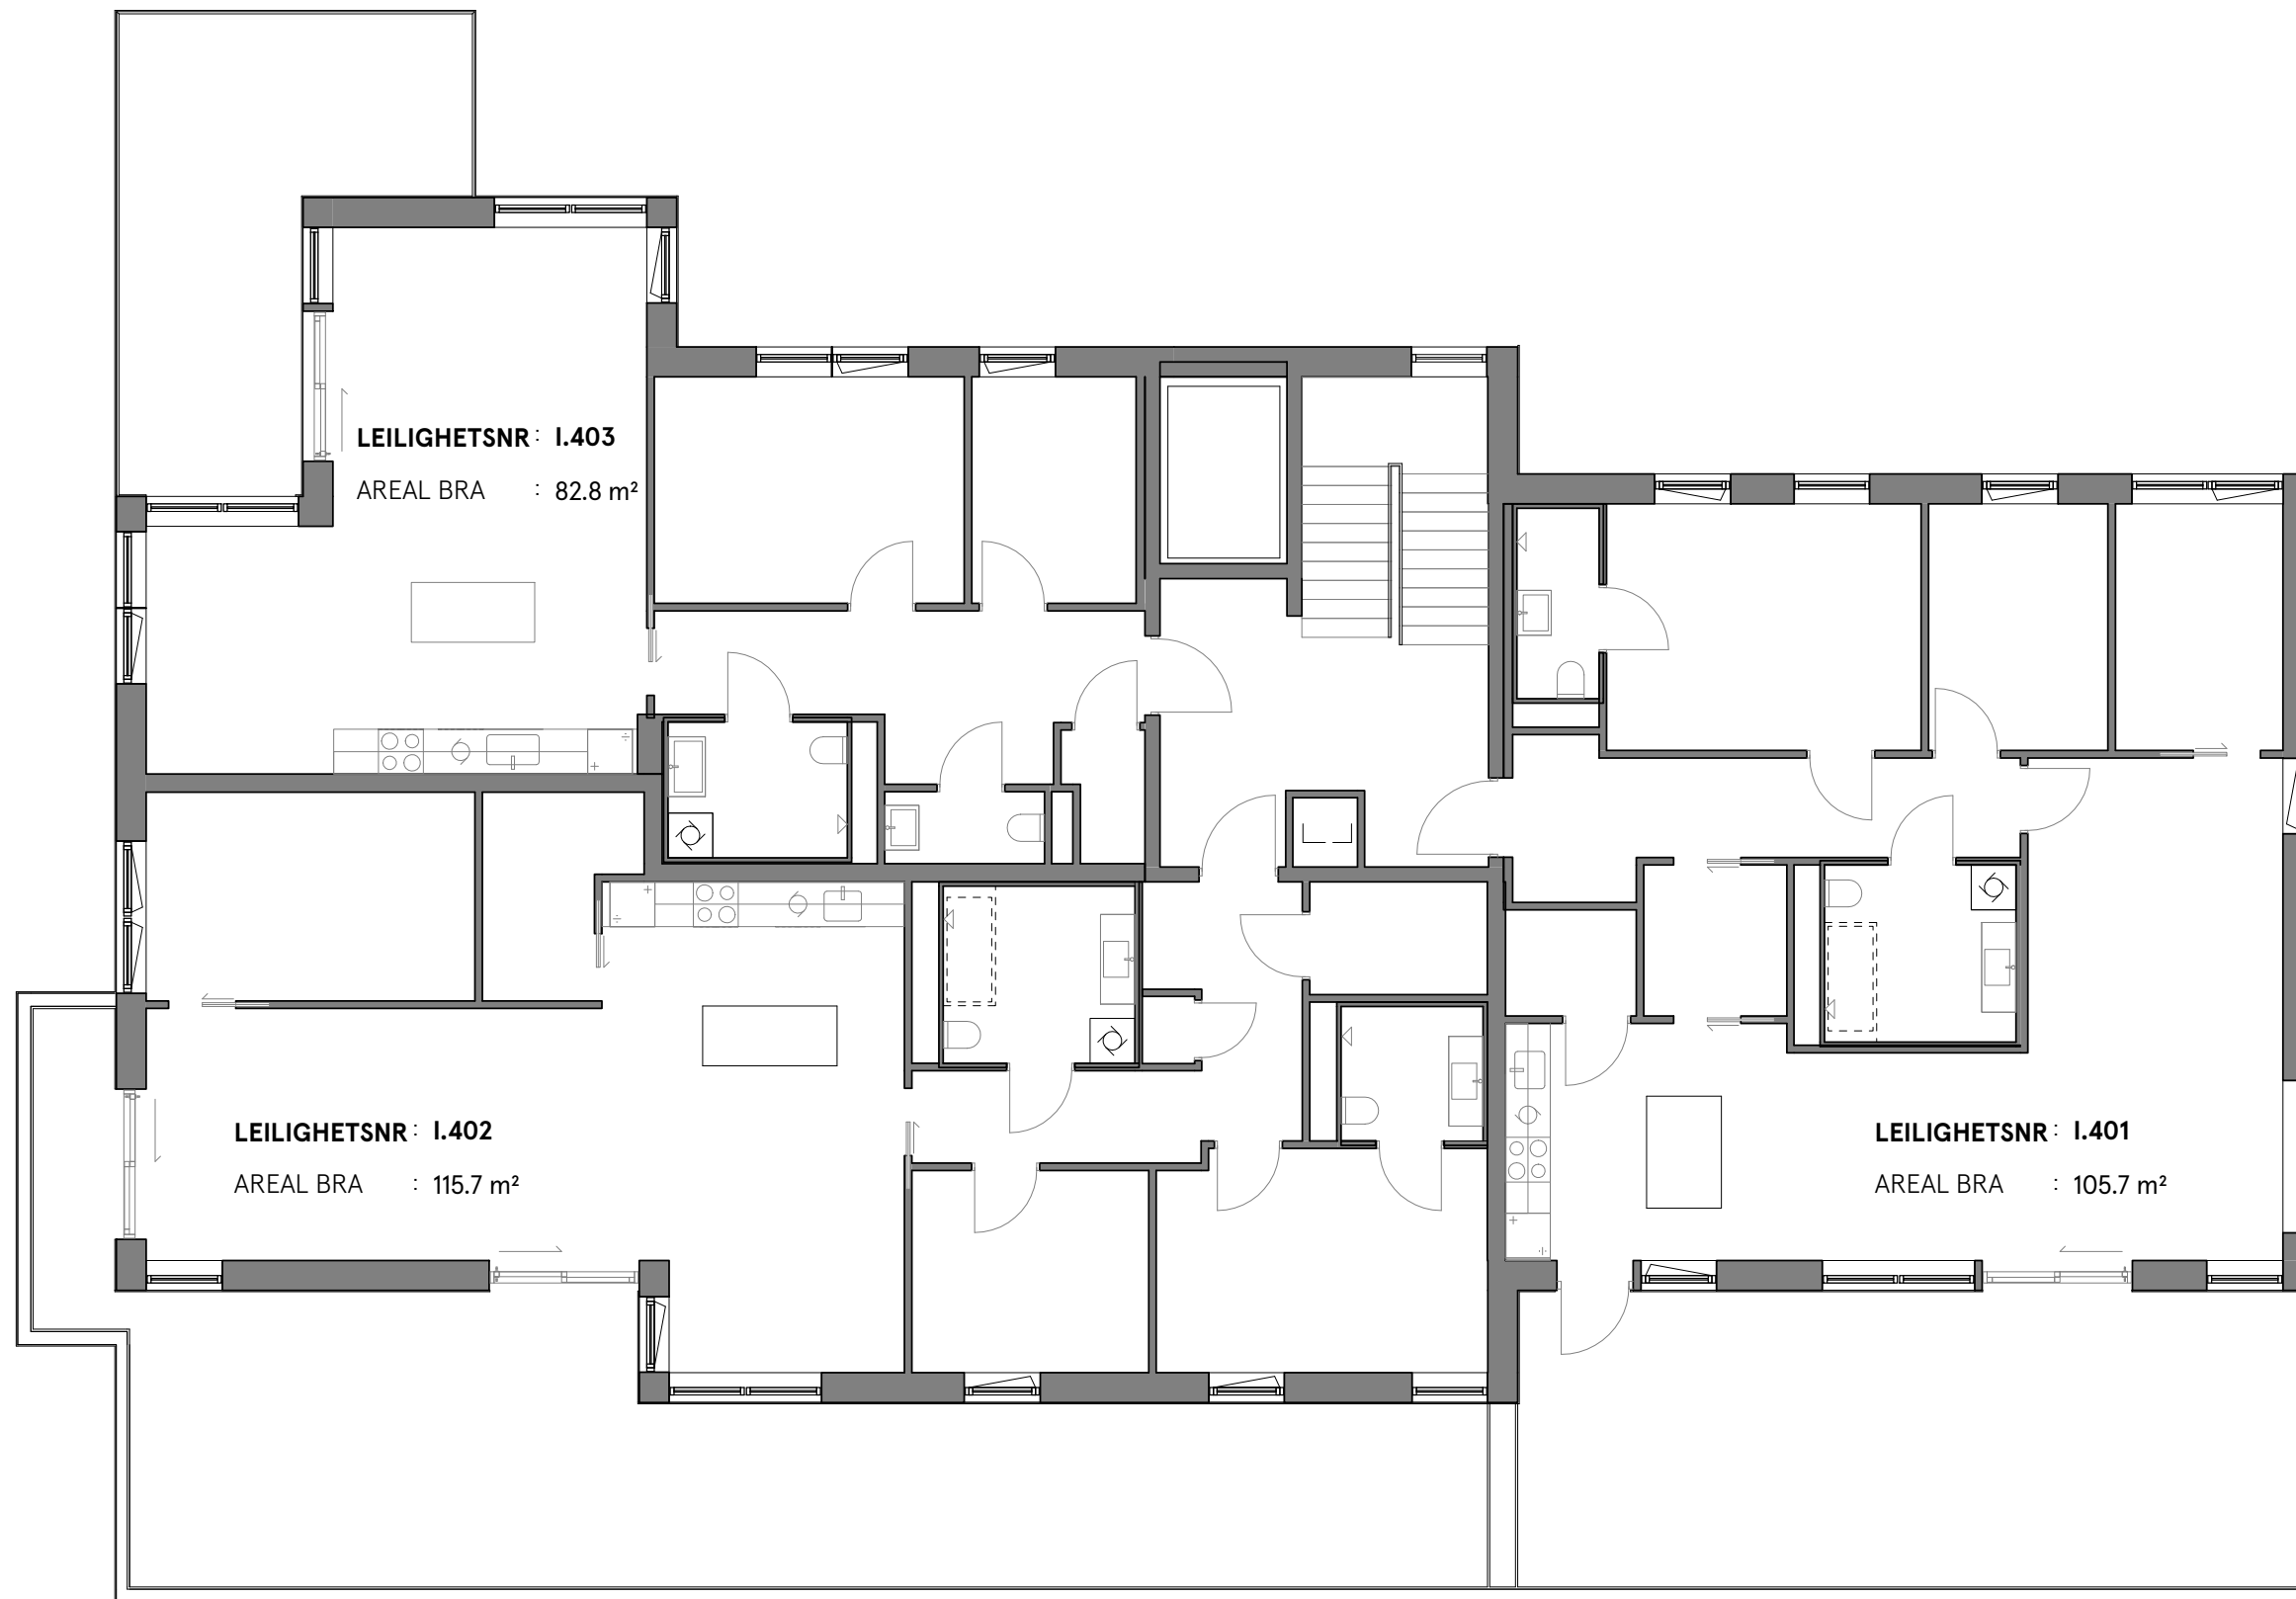 LEILIGHETSNR : I.403
AREAL BRA : 82.8 m²
LEILIGHETSNR : I.402
AREAL BRA : 115.7 m²
LEILIGHETSNR : I.401
AREAL BRA : 105.7 m²